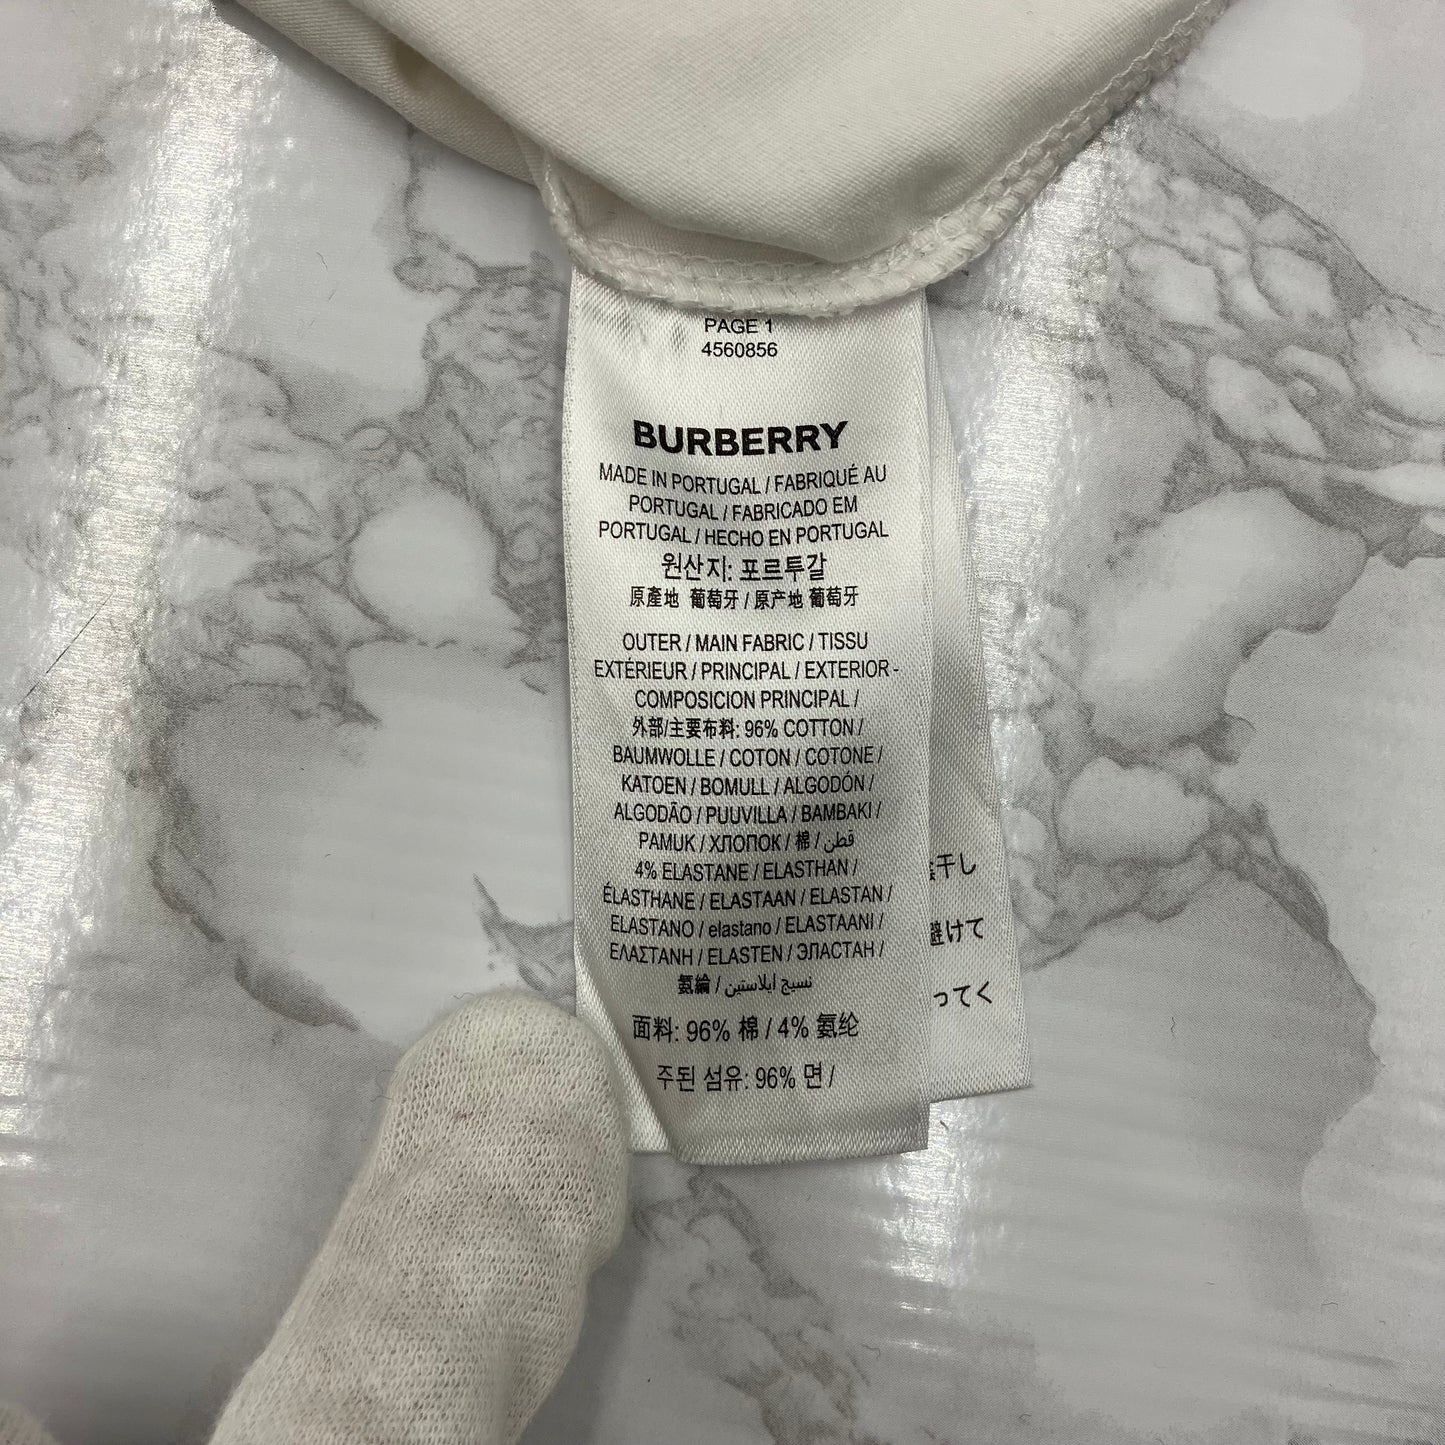 PAGE 1
4560856
BURBERRY
MADE IN PORTUGAL / FABRIQUÉ AU
PORTUGAL / FABRICADO EM
PORTUGAL / HECHO EN PORTUGAL
원산지: 포르투갈
原產地 葡萄牙 / 原产地 葡萄牙
OUTER / MAIN FABRIC / TISSU
EXTÉRIEUR / PRINCIPAL / EXTERIOR -
COMPOSICION PRINCIPAL /
外部/主要布料: 96% COTTON /
BAUMWOLLE / COTON / COTONE /
KATOEN / BOMULL / ALGODÓN /
ALGODÃO / PUUVILLA / BAMBAKI /
PAMUK / ХЛОПОК / 棉 / قطن
4% ELASTANE / ELASTHAN /
ÉLASTHANE / ELASTAAN / ELASTAN /
ELASTANO / elastano / ELASTAANI /
ΕΛΑΣΤΑΝΗ / ELASTEN / ЭЛАСТАН /
氨綸 / نسيج ايلاستين
面料: 96% 棉 / 4% 氨纶
주된 섬유: 96% 면 /
干し
避けて
ってく